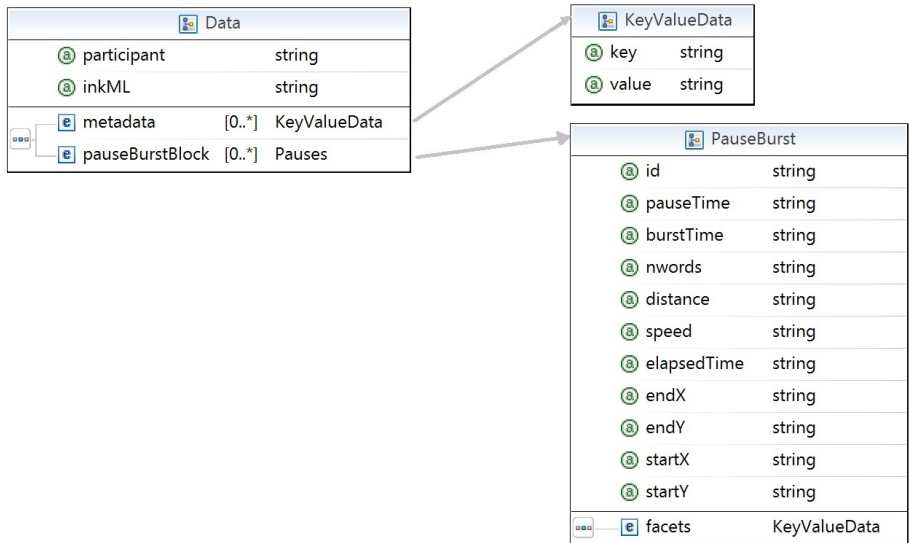 Data
participant string
inkML string
metadata [0..*] KeyValueData
pauseBurstBlock [0..*] Pauses
KeyValueData
key string
value string
PauseBurst
id string
pauseTime string
burstTime string
nwords string
distance string
speed string
elapsedTime string
endX string
endY string
startX string
startY string
facets KeyValueData